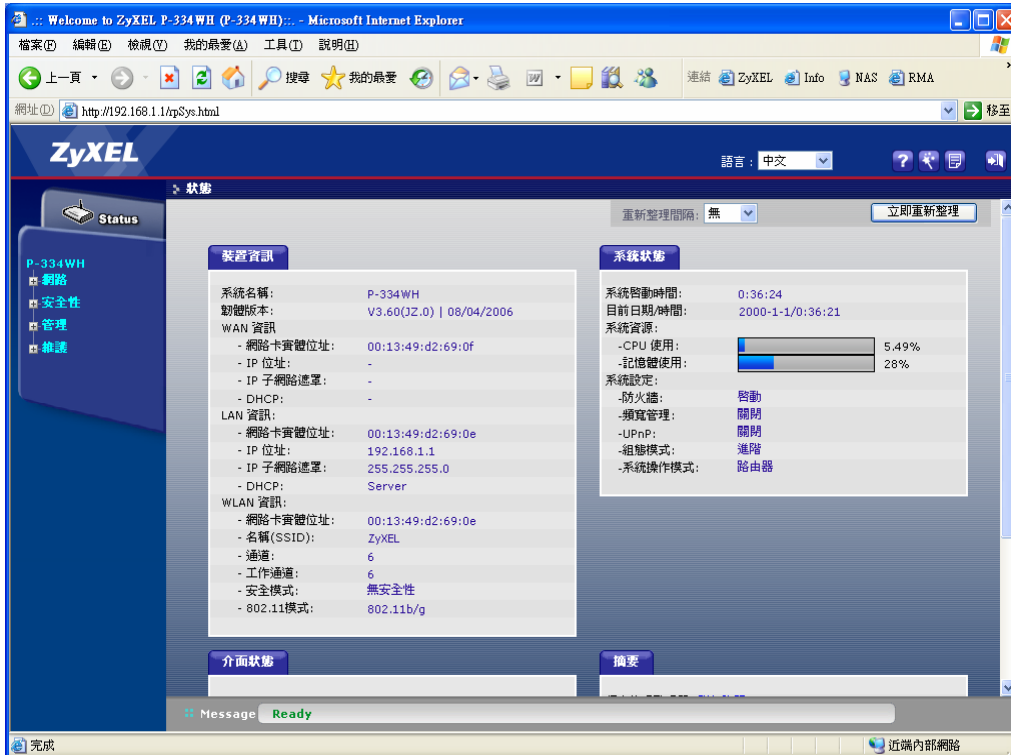 .:: Welcome to ZyXEL P-334WH (P-334WH)::. - Microsoft Internet Explorer
檔案(F) 編輯(E) 檢視(V) 我的最愛(A) 工具(T) 說明(H)
上一頁 搜尋 我的最愛 連結 ZyXEL Info NAS RMA
網址(D) http://192.168.1.1/rpSys.html 移至
ZyXEL
語言 : 中文
狀態
Status
重新整理間隔: 無 立即重新整理
P-334WH
網路
安全性
管理
維護
裝置資訊
系統名稱: P-334WH
韌體版本: V3.60(JZ.0) | 08/04/2006
WAN 資訊
- 網路卡實體位址: 00:13:49:d2:69:0f
- IP 位址: -
- IP 子網路遮罩: -
- DHCP: -
LAN 資訊:
- 網路卡實體位址: 00:13:49:d2:69:0e
- IP 位址: 192.168.1.1
- IP 子網路遮罩: 255.255.255.0
- DHCP: Server
WLAN 資訊:
- 網路卡實體位址: 00:13:49:d2:69:0e
- 名稱(SSID): ZyXEL
- 通道: 6
- 工作通道: 6
- 安全模式: 無安全性
- 802.11模式: 802.11b/g
系統狀態
系統啟動時間: 0:36:24
目前日期/時間: 2000-1-1/0:36:21
系統資源:
-CPU 使用: 5.49%
-記憶體使用: 28%
系統設定:
-防火牆: 啟動
-頻寬管理: 關閉
-UPnP: 關閉
-組態模式: 進階
-系統操作模式: 路由器
介面狀態
摘要
Message Ready
完成 近端內部網路